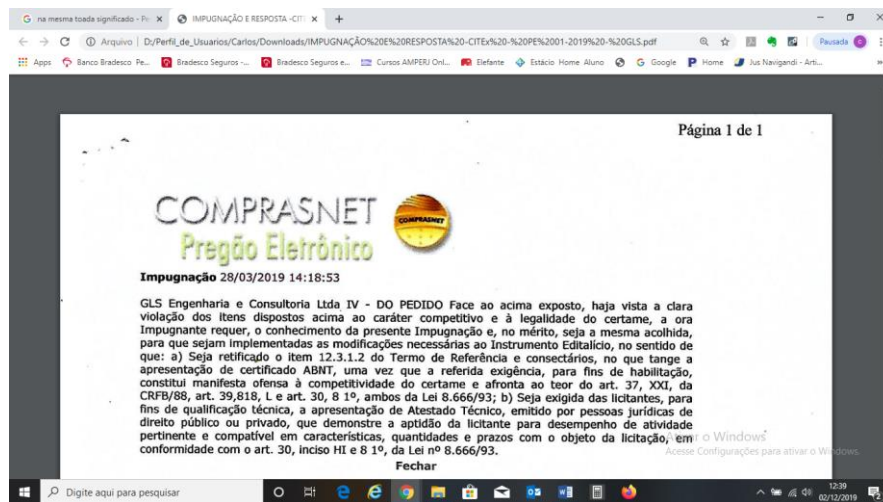 na mesma toada significado - Pe
IMPUGNAÇÃO E RESPOSTA -CIT
Arquivo | D:/Perfil_de_Usuarios/Carlos/Downloads/IMPUGNAÇÃO%20E%20RESPOSTA%20-CITEx%20-%20PE%2001-2019%20-%20GLS.pdf
Pausada
Apps Banco Bradesco Pe... Bradesco Seguros -... Bradesco Seguros e... Cursos AMPERJ Onl... Elefante Estácio Home Aluno G Google Home Jus Navigandi - Arti...
Página 1 de 1
COMPRASNET
COMPRASNET
Pregão Eletrônico
Impugnação 28/03/2019 14:18:53
GLS Engenharia e Consultoria Ltda IV - DO PEDIDO Face ao acima exposto, haja vista a clara
violação dos itens dispostos acima ao caráter competitivo e à legalidade do certame, a ora
Impugnante requer, o conhecimento da presente Impugnação e, no mérito, seja a mesma acolhida,
para que sejam implementadas as modificações necessárias ao Instrumento Editalício, no sentido de
que: a) Seja retificado o item 12.3.1.2 do Termo de Referência e consectários, no que tange a
apresentação de certificado ABNT, uma vez que a referida exigência, para fins de habilitação,
constitui manifesta ofensa à competitividade do certame e afronta ao teor do art. 37, XXI, da
CRFB/88, art. 39,818, L e art. 30, 8 1º, ambos da Lei 8.666/93; b) Seja exigida das licitantes, para
fins de qualificação técnica, a apresentação de Atestado Técnico, emitido por pessoas jurídicas de
direito público ou privado, que demonstre a aptidão da licitante para desempenho de atividade
pertinente e compatível em características, quantidades e prazos com o objeto da licitação, em
conformidade com o art. 30, inciso HI e 8 1º, da Lei nº 8.666/93.
Fechar
Ativar o Windows
Acesse Configurações para ativar o Windows.
Digite aqui para pesquisar
12:39
02/12/2019